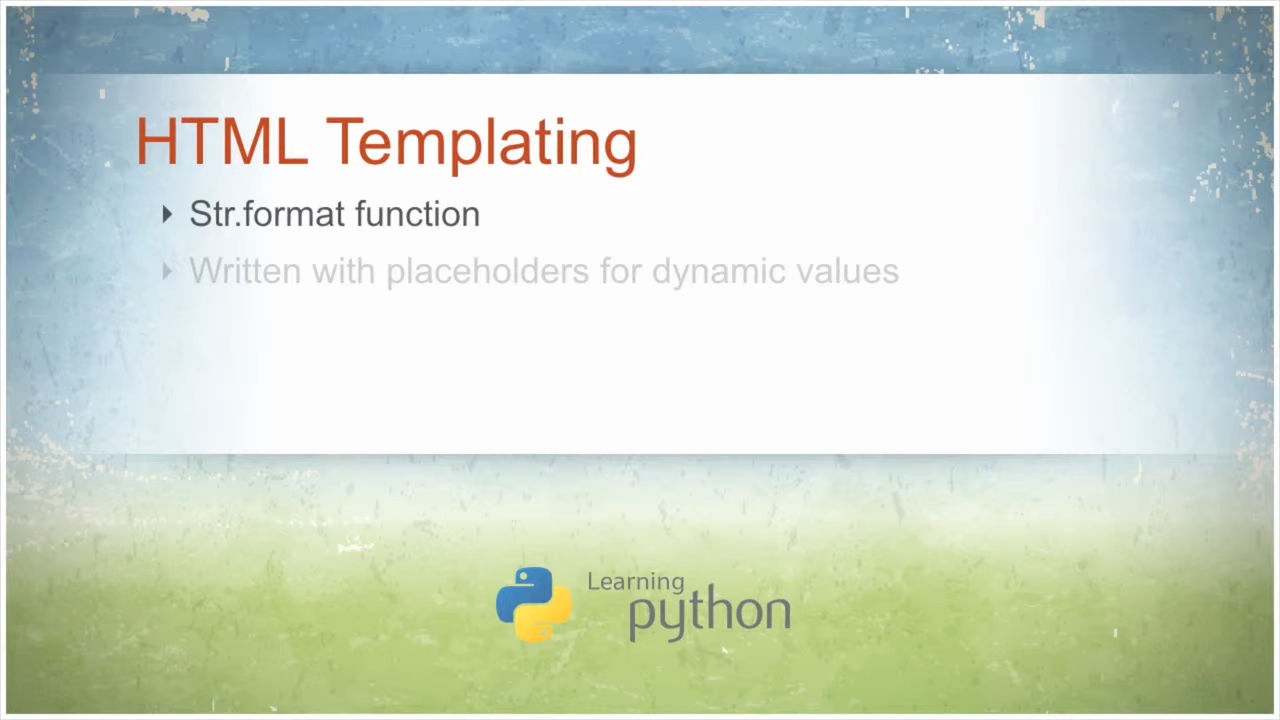 HTML Templating
Str.format function
Written with placeholders for dynamic values
Learning
python